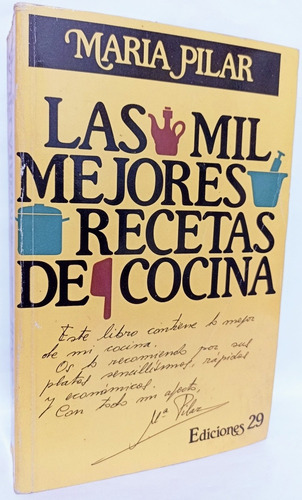 MARIA PILAR
LAS MIL
MEJORES
RECETAS
DE COCINA
Este libro contiene lo mejor
de mi cocina.
Os lo recomiendo por sus
platos sencillísimos, rápidos
y económicos.
Con todo mi afecto,
Mª Pilar
Ediciones 29